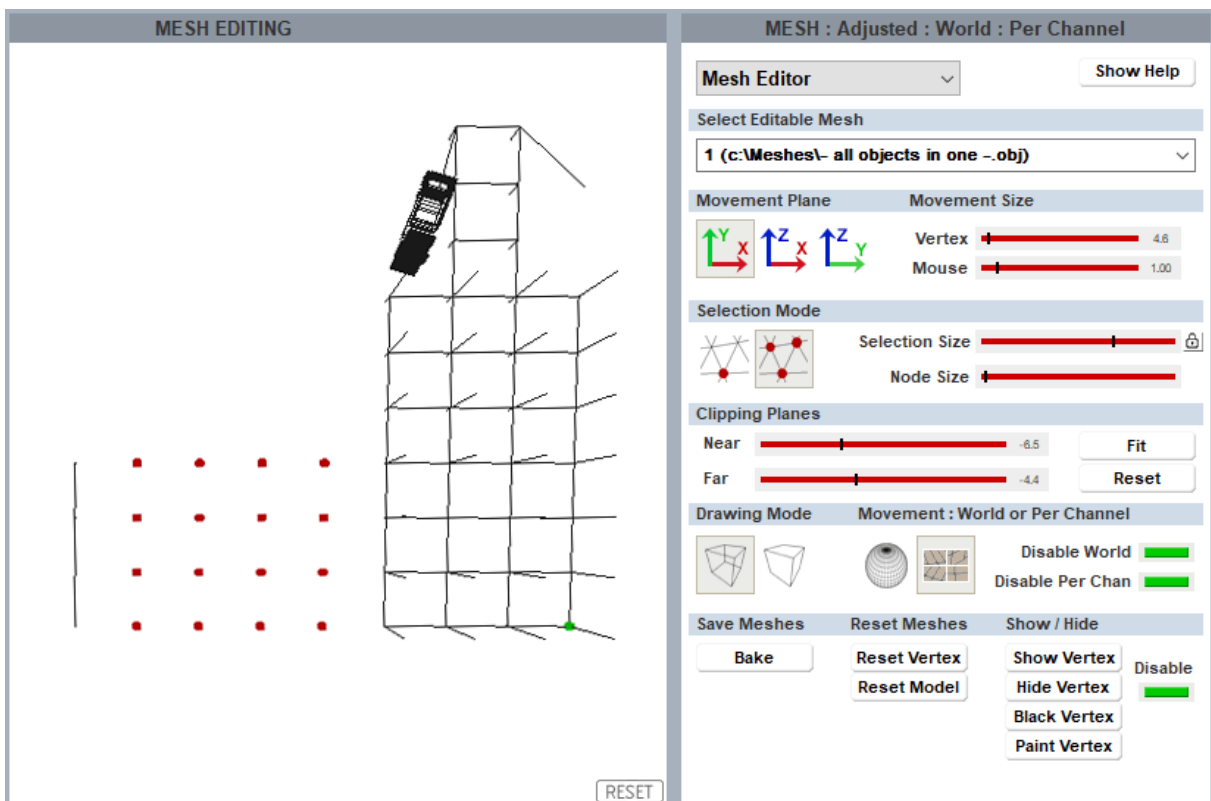 MESH EDITING
RESET
MESH : Adjusted : World : Per Channel
Mesh Editor
Show Help
Select Editable Mesh
1 (c:\Meshes\- all objects in one -.obj)
Movement Plane Movement Size
Y X Z X Z Y
Vertex 4.6
Mouse 1.00
Selection Mode
Selection Size
Node Size
Clipping Planes
Near -6.5 Fit
Far -4.4 Reset
Drawing Mode Movement : World or Per Channel
Disable World
Disable Per Chan
Save Meshes Reset Meshes Show / Hide
Bake Reset Vertex Show Vertex Disable
Reset Model Hide Vertex
Black Vertex
Paint Vertex